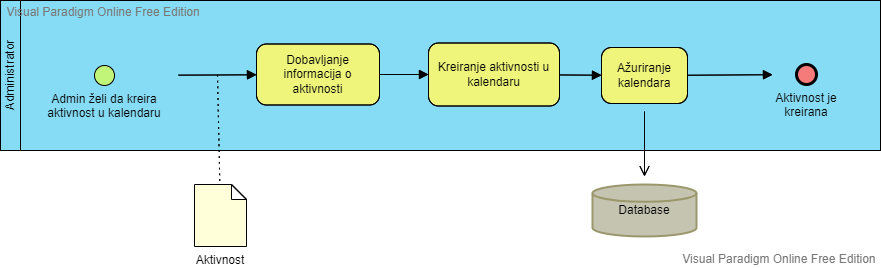 Visual Paradigm Online Free Edition
Administrator
Admin želi da kreira
aktivnost u kalendaru
Dobavljanje
informacija o
aktivnosti
Kreiranje aktivnosti u
kalendaru
Ažuriranje
kalendara
Aktivnost je
kreirana
Aktivnost
Database
Visual Paradigm Online Free Edition